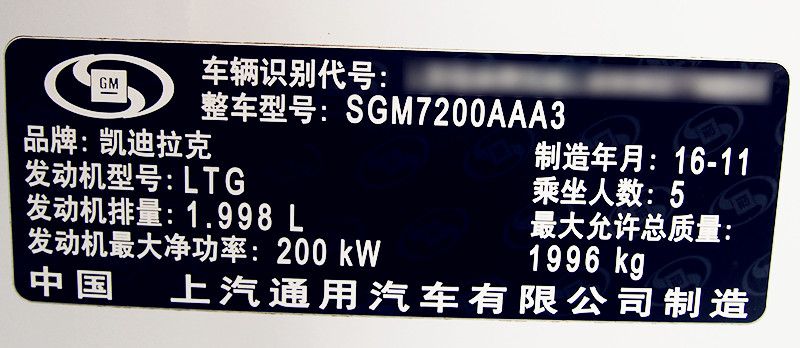 GM
车辆识别代号:
整车型号: SGM7200AAA3
品牌: 凯迪拉克
制造年月: 16-11
发动机型号: LTG
乘坐人数: 5
发动机排量: 1.998 L
最大允许总质量:
发动机最大净功率: 200 kW
1996 kg
中国 上汽通用汽车有限公司制造